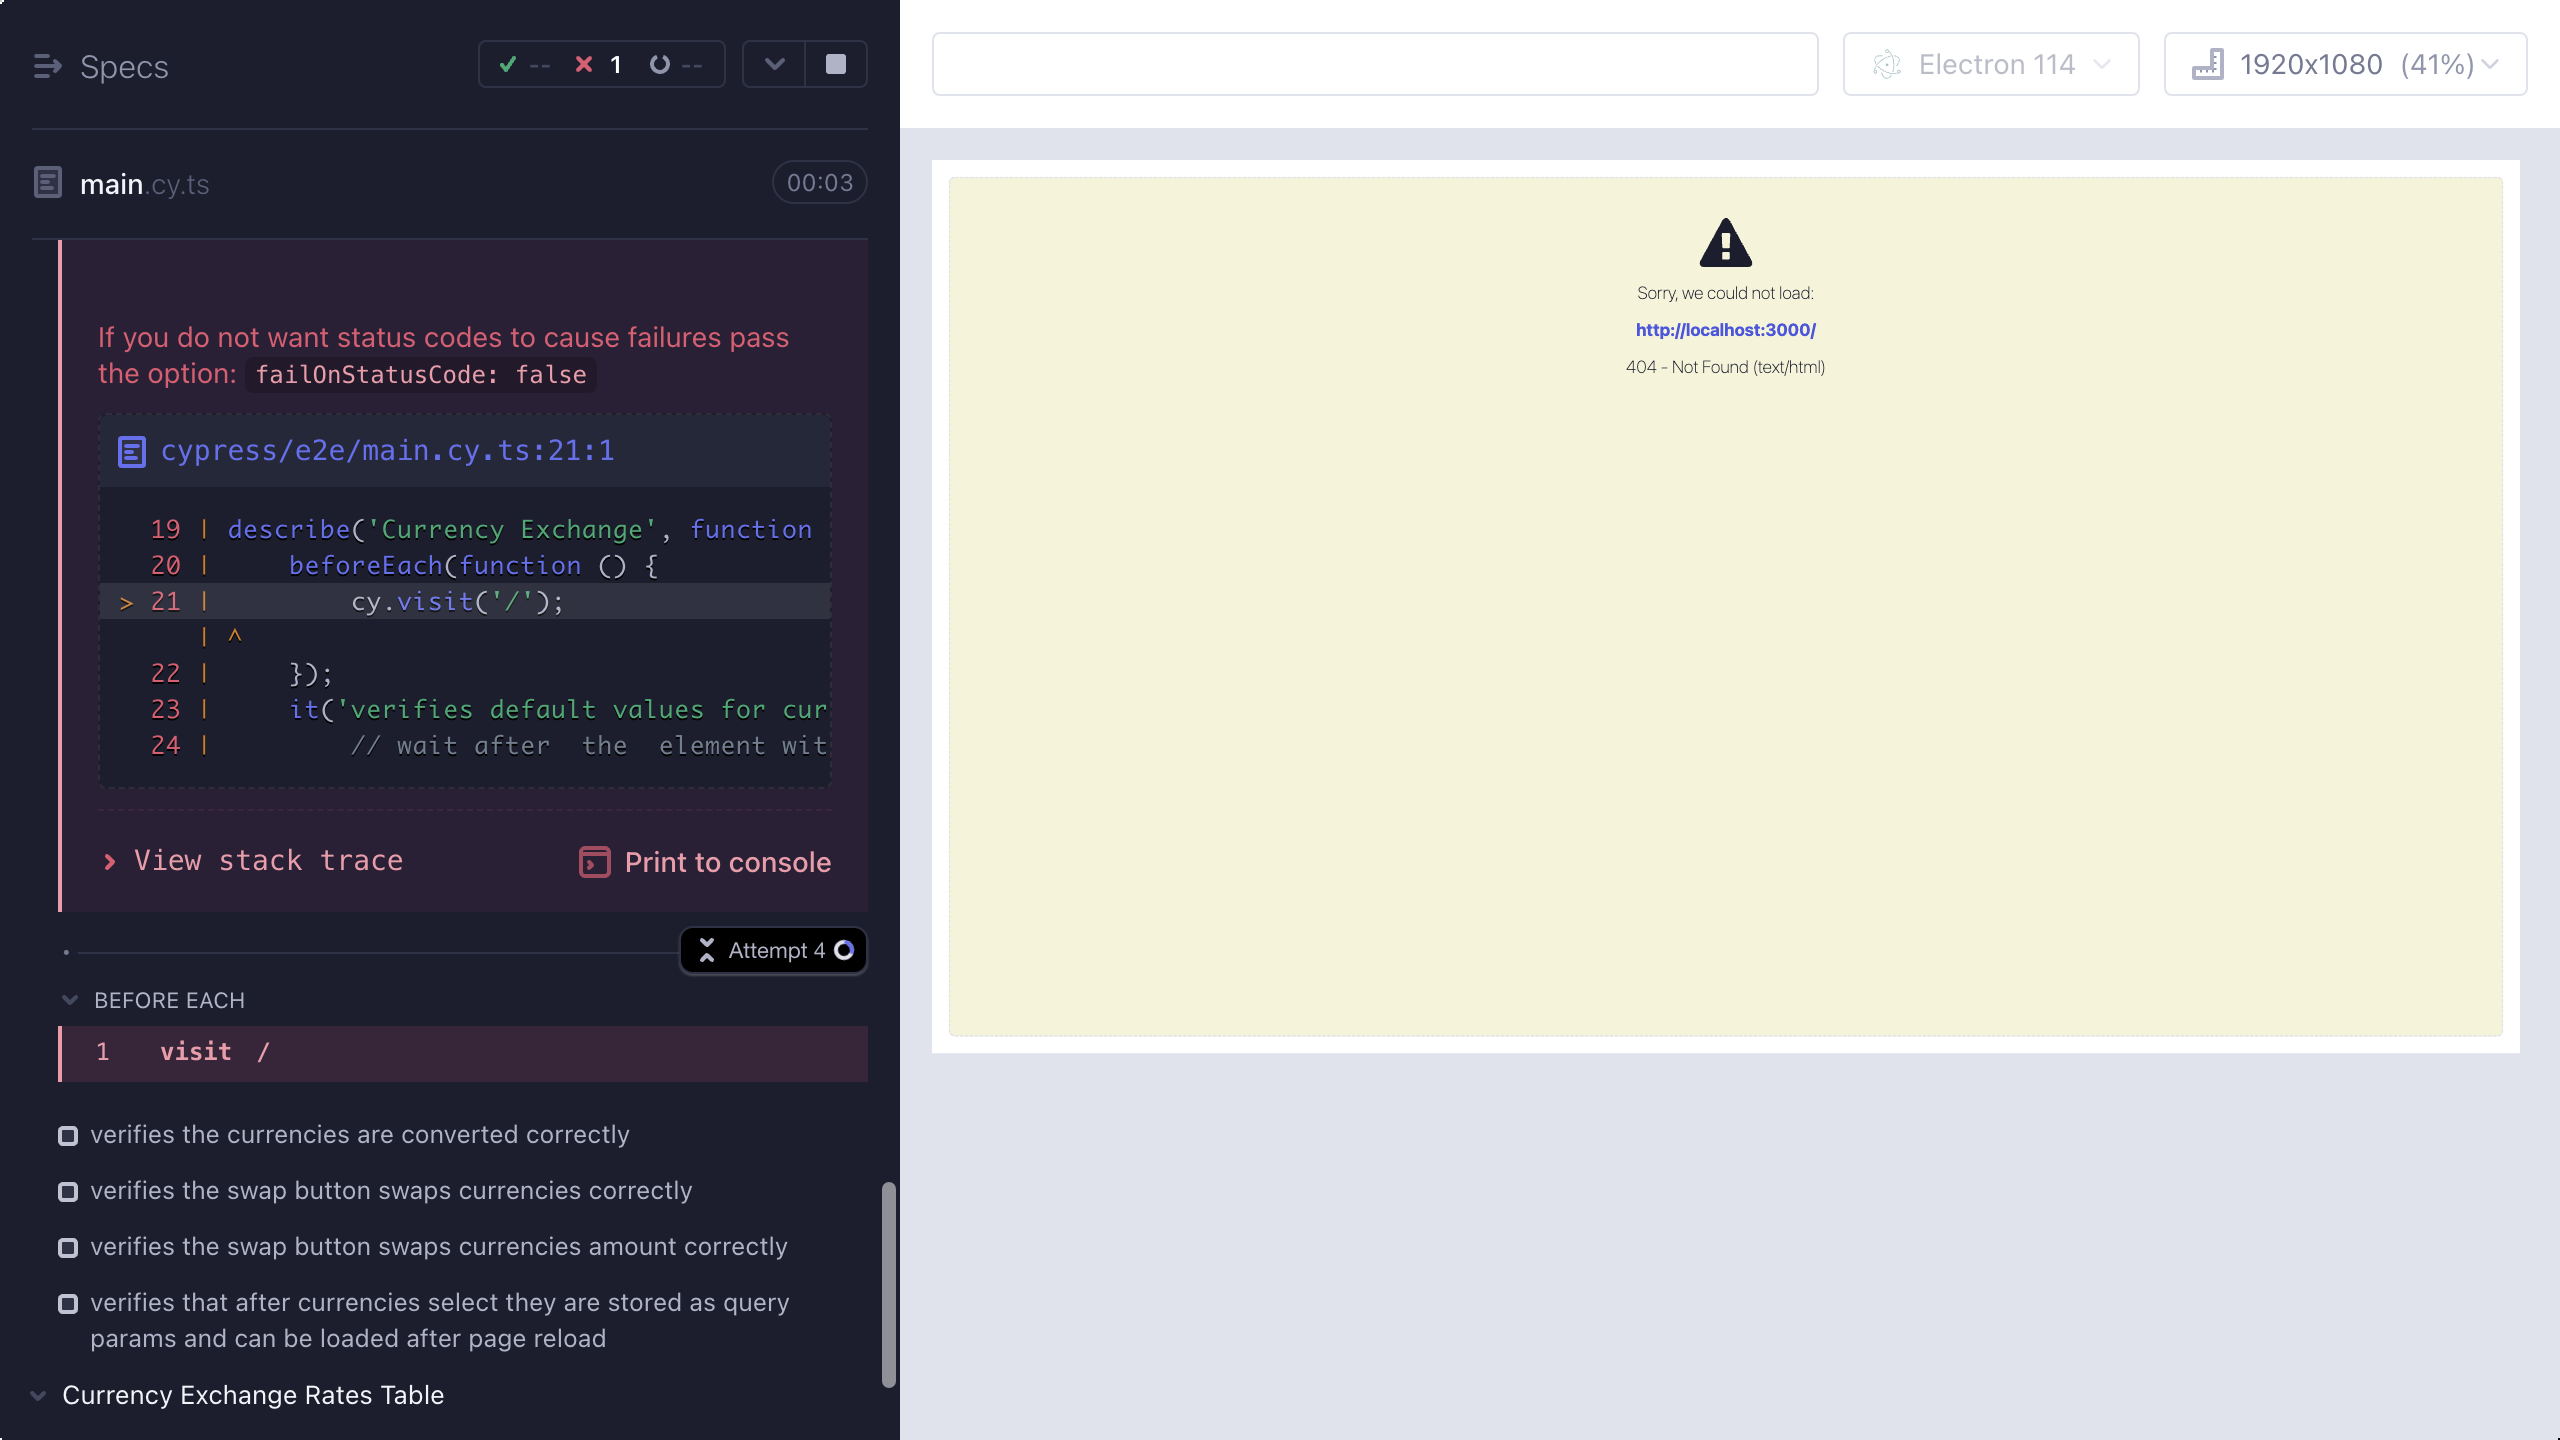 Specs
-- 1 --
main.cy.ts
00:03
If you do not want status codes to cause failures pass
the option: failOnStatusCode: false
cypress/e2e/main.cy.ts:21:1
19 | describe('Currency Exchange', function
20 |     beforeEach(function () {
> 21 |         cy.visit('/');
| ^
22 |     });
23 |     it('verifies default values for cur
24 |         // wait after  the  element wit
View stack trace
Print to console
Attempt 4
BEFORE EACH
1 visit /
verifies the currencies are converted correctly
verifies the swap button swaps currencies correctly
verifies the swap button swaps currencies amount correctly
verifies that after currencies select they are stored as query
params and can be loaded after page reload
Currency Exchange Rates Table
Electron 114
1920x1080 (41%)
Sorry, we could not load:
http://localhost:3000/
404 - Not Found (text/html)